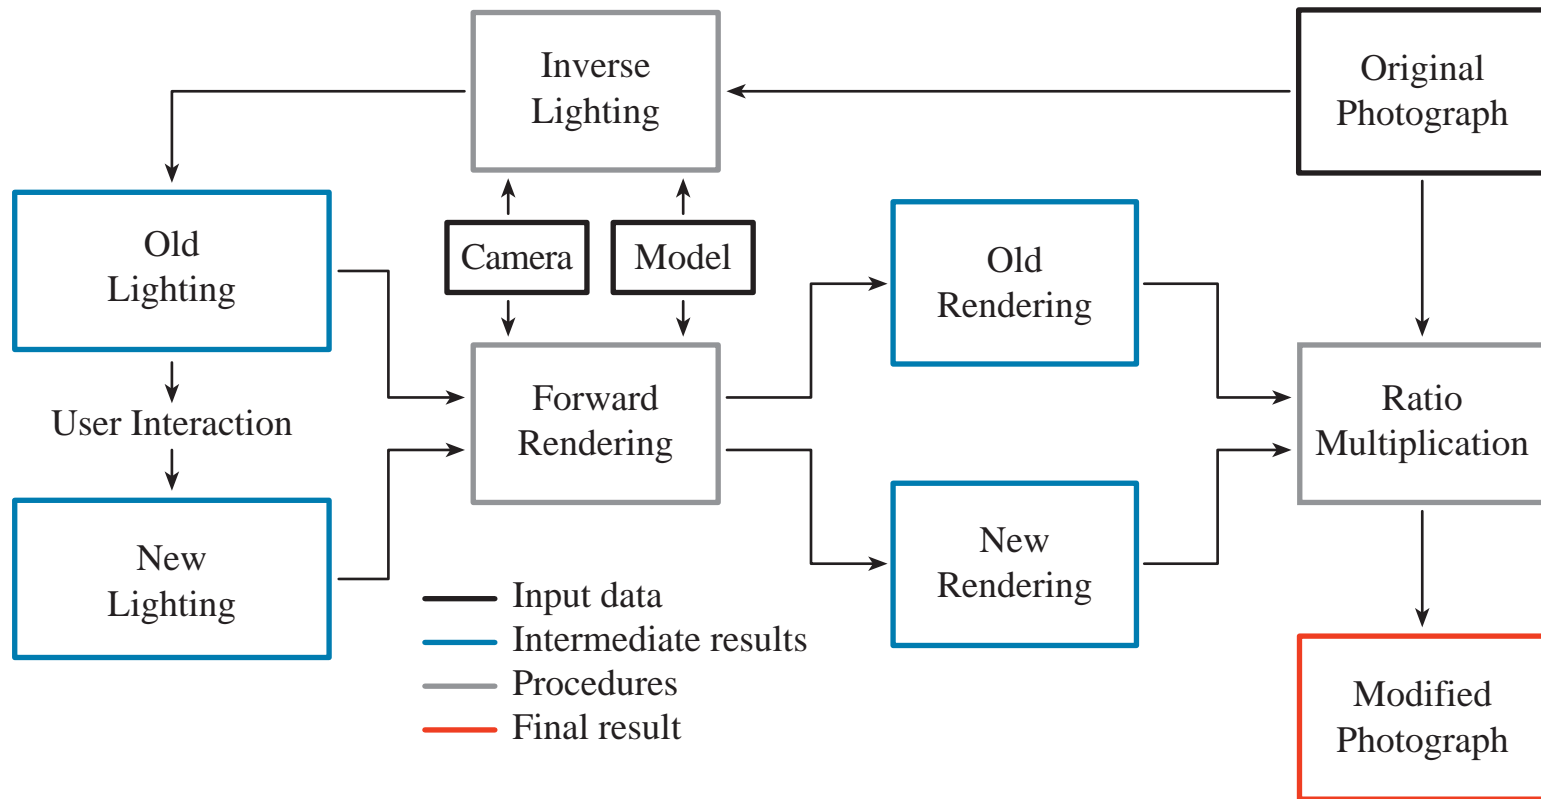 Inverse
Lighting
Original
Photograph
Old
Lighting
Camera
Model
Old
Rendering
User Interaction
Forward
Rendering
Ratio
Multiplication
New
Lighting
New
Rendering
Input data
Intermediate results
Procedures
Final result
Modified
Photograph